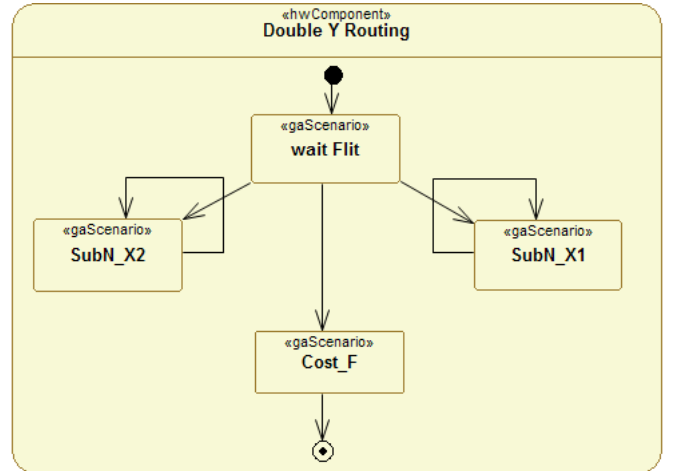 «hwComponent»
Double Y Routing
«gaScenario»
wait Flit
«gaScenario»
SubN_X2
«gaScenario»
SubN_X1
«gaScenario»
Cost_F